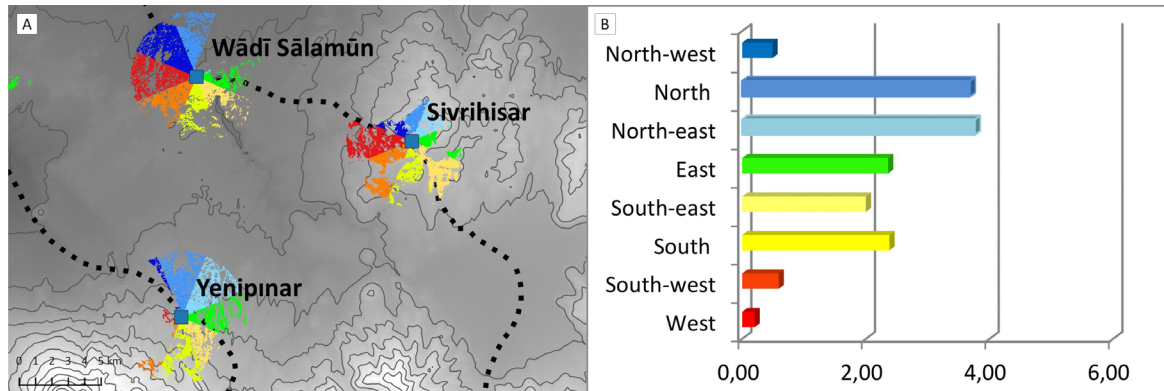 A
Wādī Sālamūn
Sivrihisar
Yenipınar
0 1 2 3 4 5 km
B
North-west
North
North-east
East
South-east
South
South-west
West
0,00 2,00 4,00 6,00